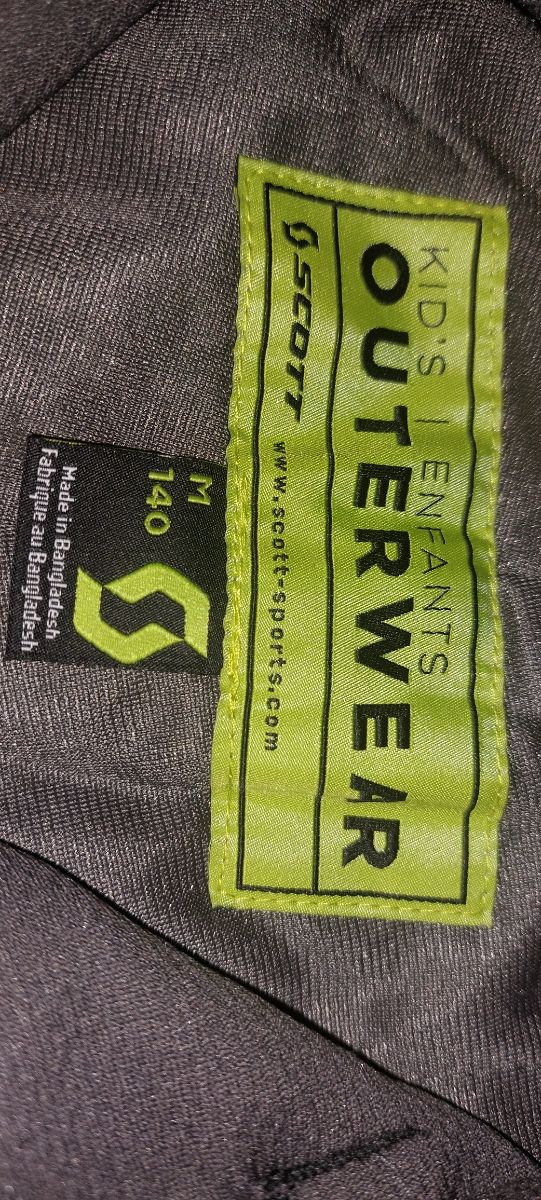 KID'S | ENFANTS
OUTERWEAR
SCOTT www.scott-sports.com
M
140
Made in Bangladesh
Fabriqué au Bangladesh